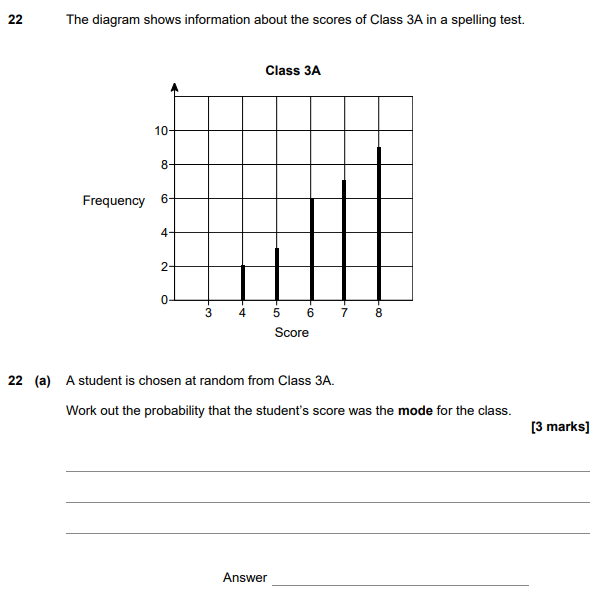 22 The diagram shows information about the scores of Class 3A in a spelling test.
Class 3A
10
8
Frequency 6
4
2
0
3 4 5 6 7 8
Score
22 (a) A student is chosen at random from Class 3A.
Work out the probability that the student's score was the mode for the class.
[3 marks]
Answer